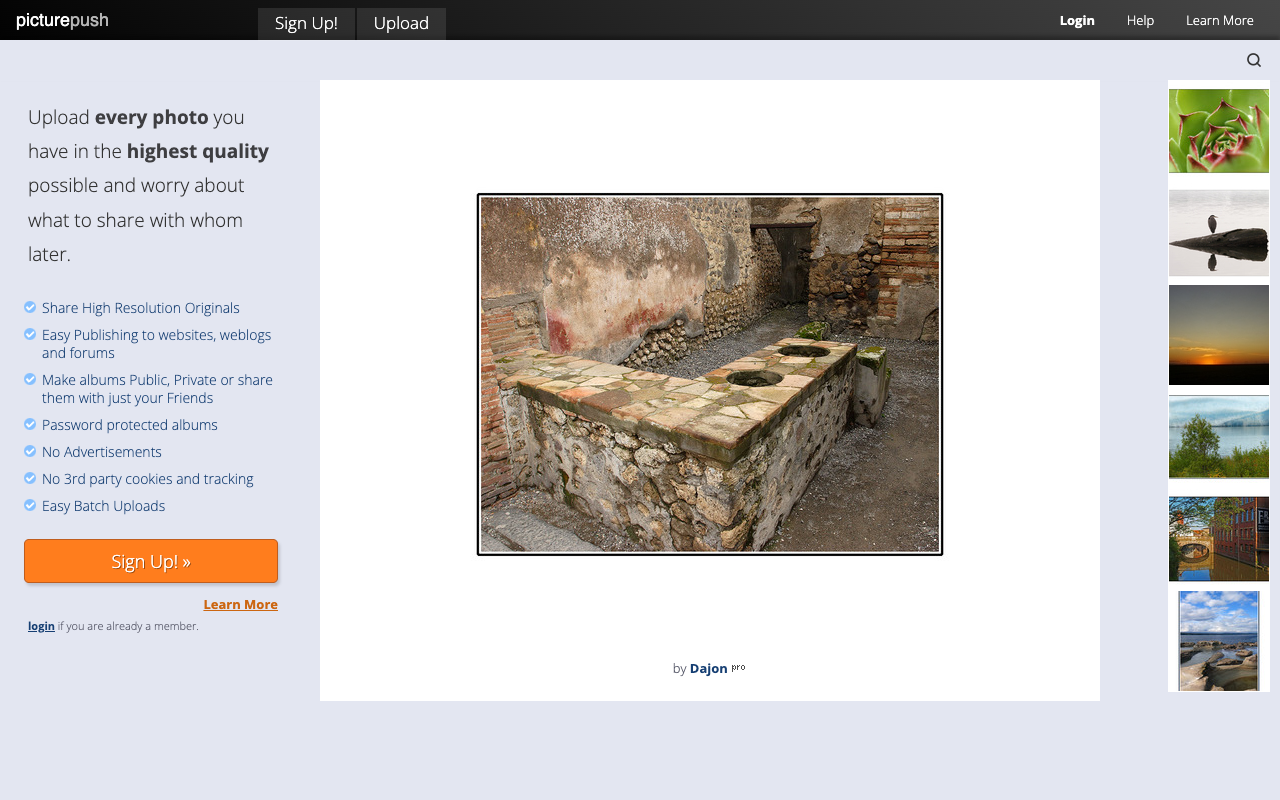 picturepush
Sign Up!
Upload
Login
Help
Learn More
Upload every photo you
have in the highest quality
possible and worry about
what to share with whom
later.
Share High Resolution Originals
Easy Publishing to websites, weblogs
and forums
Make albums Public, Private or share
them with just your Friends
Password protected albums
No Advertisements
No 3rd party cookies and tracking
Easy Batch Uploads
Sign Up! »
Learn More
login if you are already a member.
by Dajon pro